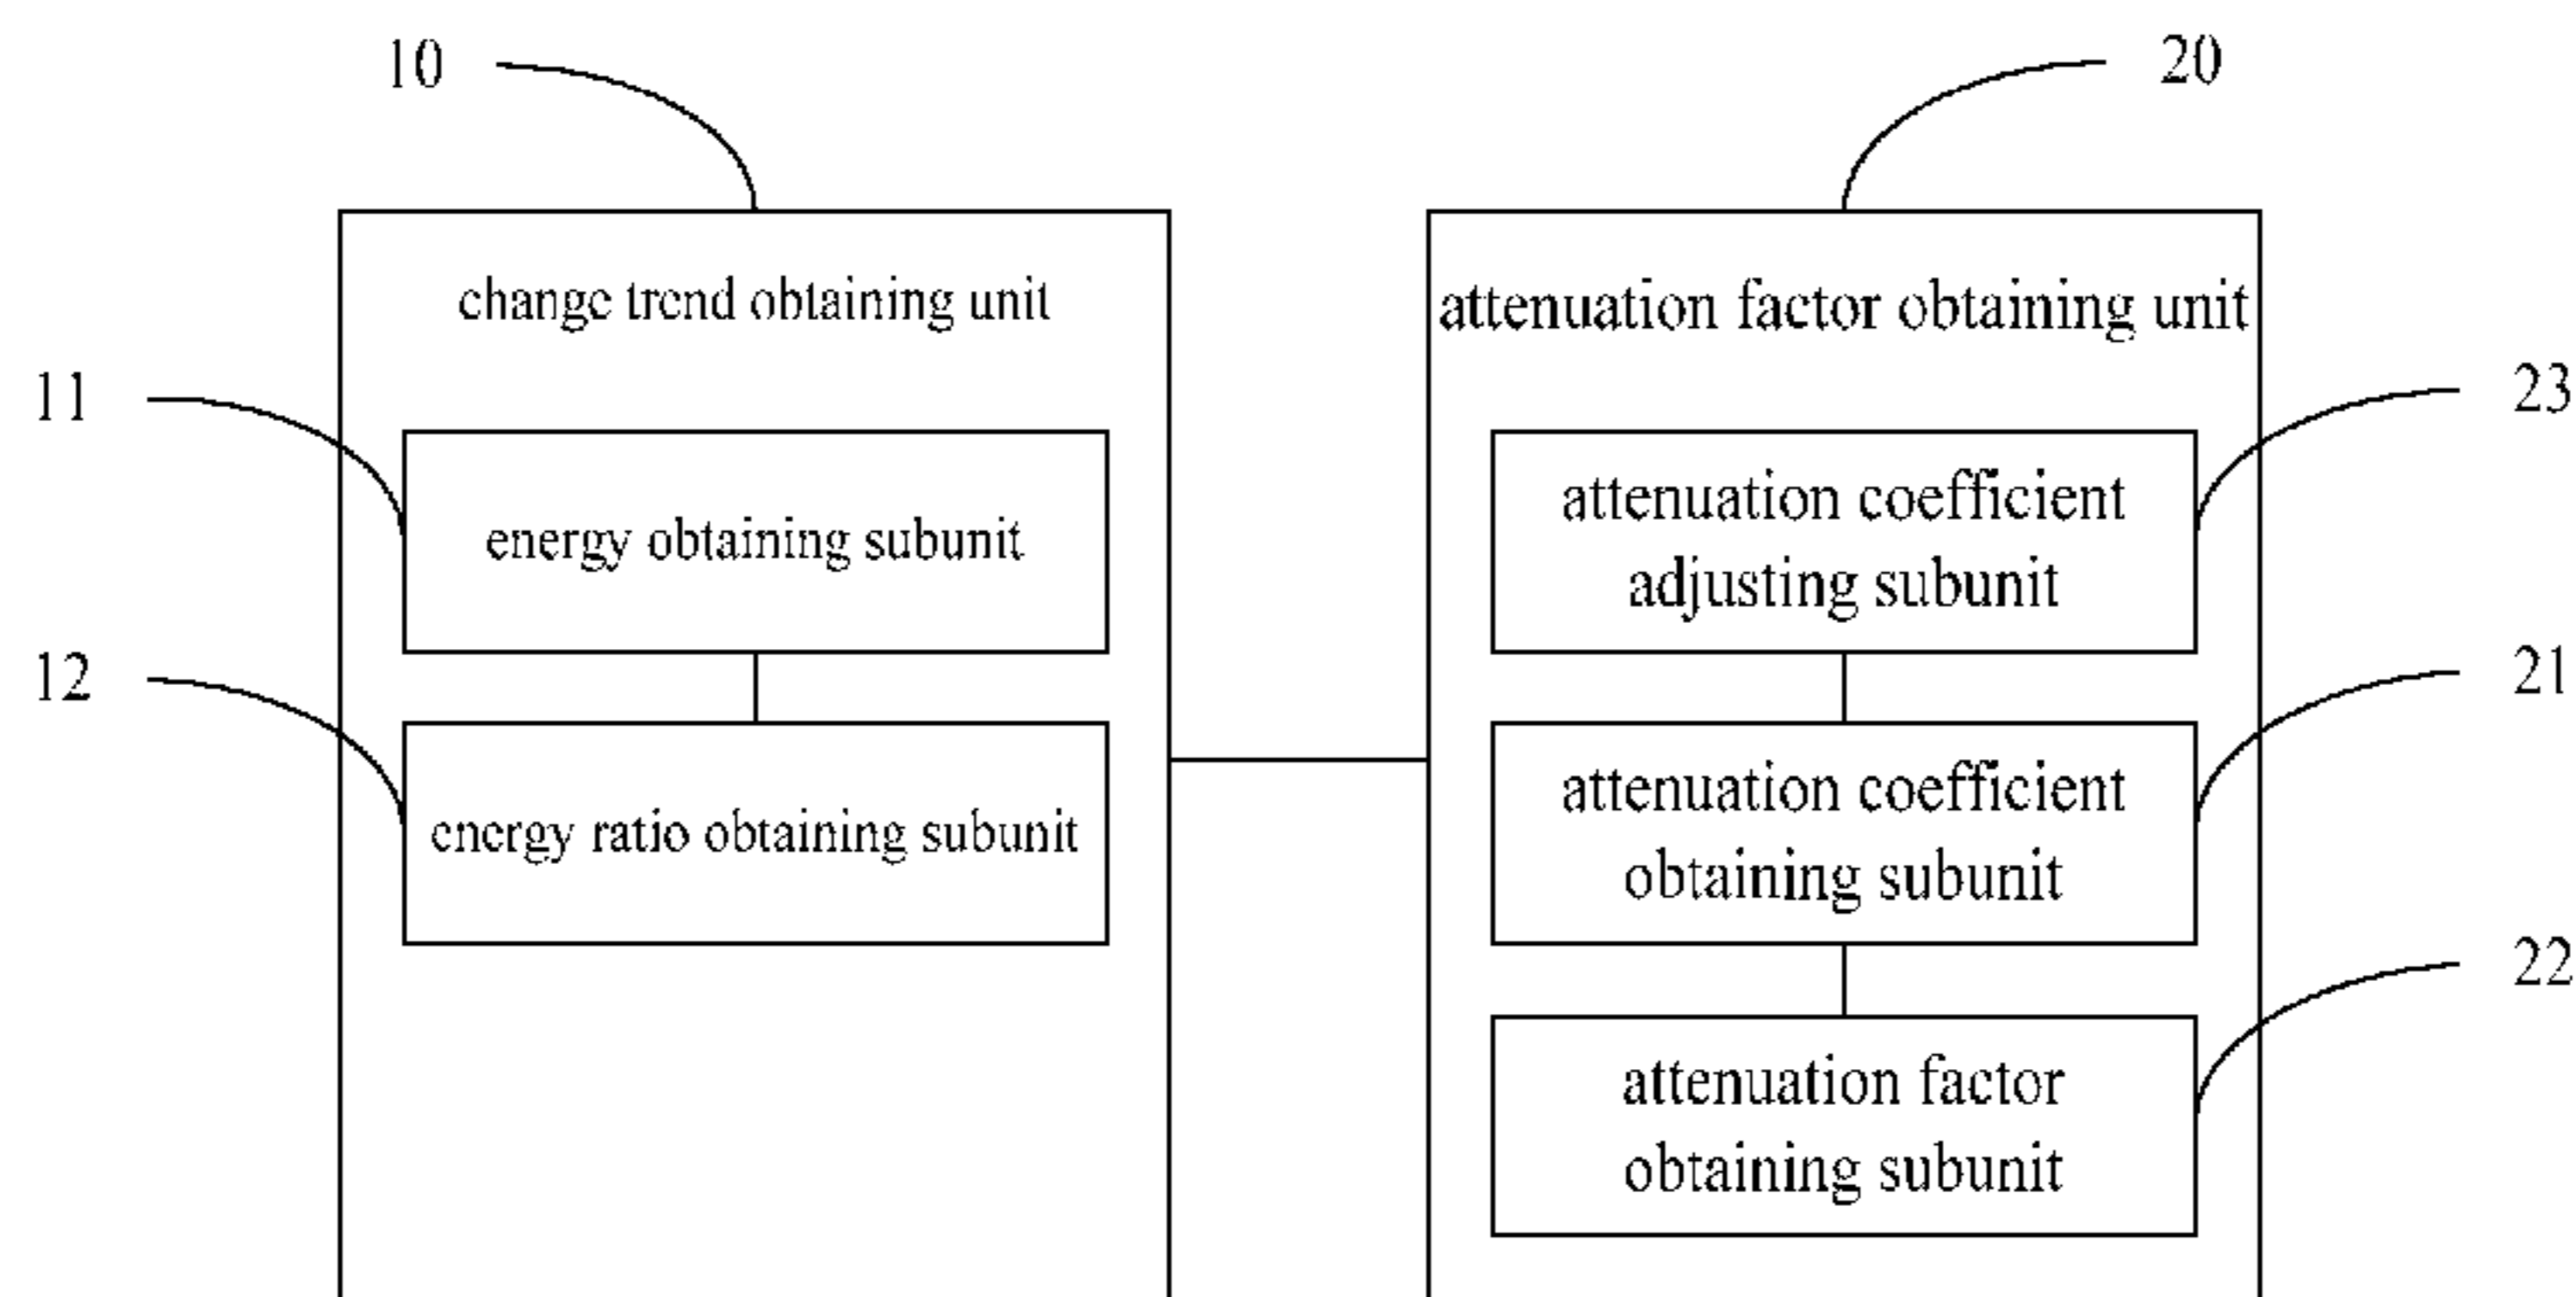 10
20
change trend obtaining unit
attenuation factor obtaining unit
11
23
energy obtaining subunit
attenuation coefficient
adjusting subunit
12
21
energy ratio obtaining subunit
attenuation coefficient
obtaining subunit
22
attenuation factor
obtaining subunit